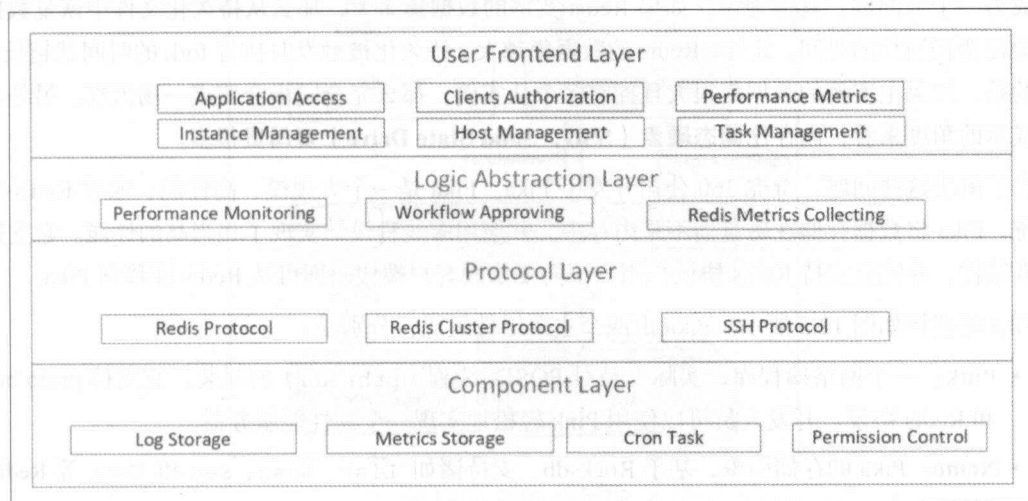 User Frontend Layer
Application Access Clients Authorization Performance Metrics
Instance Management Host Management Task Management
Logic Abstraction Layer
Performance Monitoring Workflow Approving Redis Metrics Collecting
Protocol Layer
Redis Protocol Redis Cluster Protocol SSH Protocol
Component Layer
Log Storage Metrics Storage Cron Task Permission Control